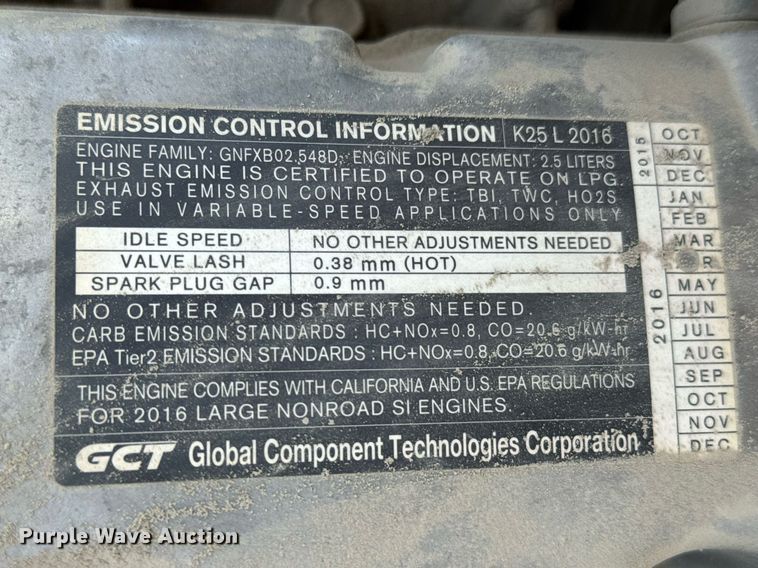 EMISSION CONTROL INFORMATION K25 L 2016
ENGINE FAMILY: GNFXB02.548D; ENGINE DISPLACEMENT: 2.5 LITERS
THIS ENGINE IS CERTIFIED TO OPERATE ON LPG.
EXHAUST EMISSION CONTROL TYPE: TBI, TWC, HO2S
USE IN VARIABLE-SPEED APPLICATIONS ONLY
IDLE SPEED NO OTHER ADJUSTMENTS NEEDED
VALVE LASH 0.38 mm (HOT)
SPARK PLUG GAP 0.9 mm
NO OTHER ADJUSTMENTS NEEDED.
CARB EMISSION STANDARDS : HC+NOx=0.8, CO=20.6 g/kW-hr
EPA Tier2 EMISSION STANDARDS : HC+NOx=0.8, CO=20.6 g/kW-hr
THIS ENGINE COMPLIES WITH CALIFORNIA AND U.S. EPA REGULATIONS
FOR 2016 LARGE NONROAD SI ENGINES.
GCT Global Component Technologies Corporation
2015
OCT
NOV
DEC
2016
JAN
FEB
MAR
MAY
JUN
JUL
AUG
SEP
OCT
NOV
DEC
Purple Wave Auction